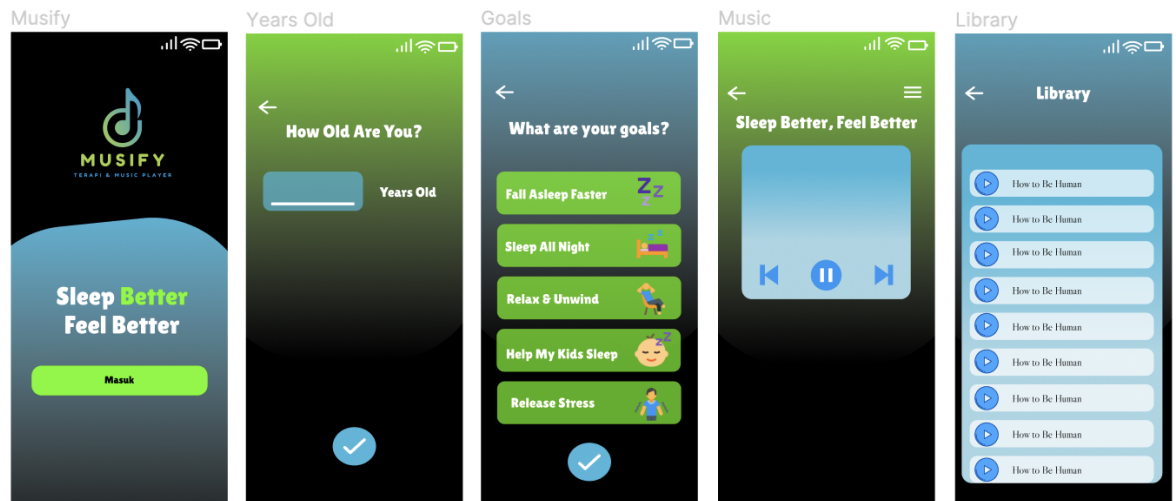 Musify
MUSIFY
TERAPI & MUSIC PLAYER
Sleep Better
Feel Better
Masuk
Years Old
How Old Are You?
Years Old
Goals
What are your goals?
Fall Asleep Faster
Sleep All Night
Relax & Unwind
Help My Kids Sleep
Release Stress
Music
Sleep Better, Feel Better
Library
Library
How to Be Human
How to Be Human
How to Be Human
How to Be Human
How to Be Human
How to Be Human
How to Be Human
How to Be Human
How to Be Human